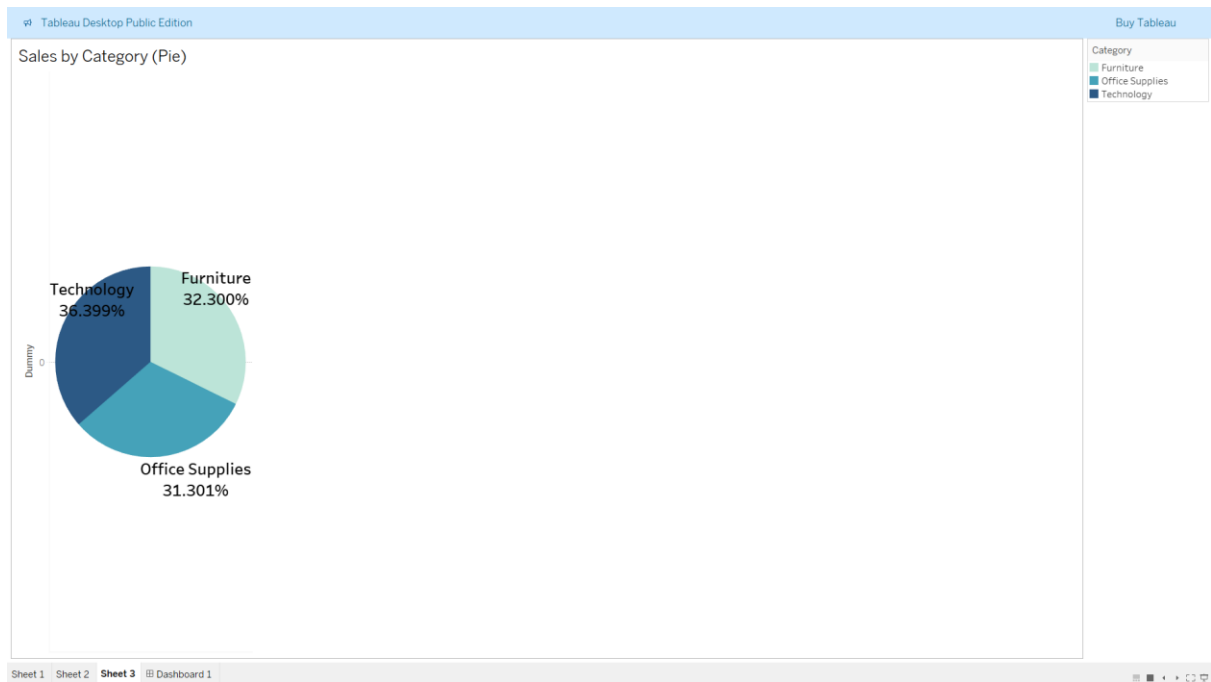 Tableau Desktop Public Edition
Buy Tableau
Sales by Category (Pie)
Category
Furniture
Office Supplies
Technology
Furniture
32.300%
Technology
36.399%
Dummy
0
Office Supplies
31.301%
Sheet 1 Sheet 2 Sheet 3 Dashboard 1